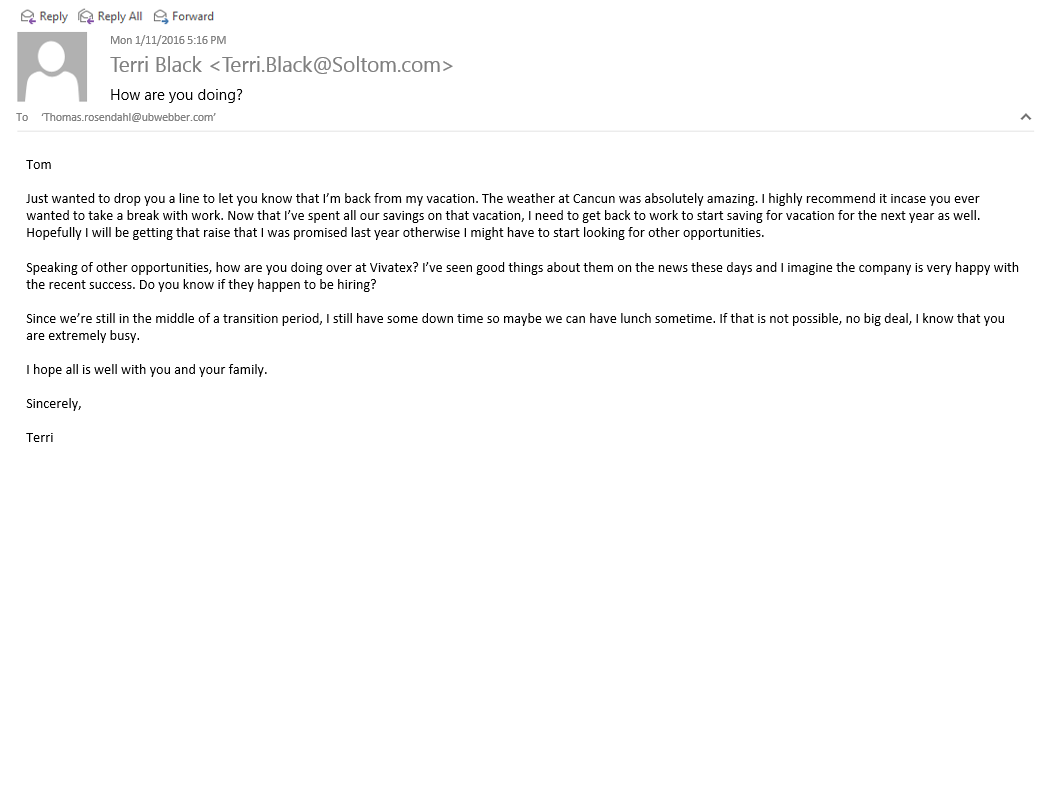 Reply Reply All Forward
Mon 1/11/2016 5:16 PM
Terri Black <Terri.Black@Soltom.com>
How are you doing?
To 'Thomas.rosendahl@ubwebber.com'
Tom
Just wanted to drop you a line to let you know that I'm back from my vacation. The weather at Cancun was absolutely amazing. I highly recommend it incase you ever
wanted to take a break with work. Now that I've spent all our savings on that vacation, I need to get back to work to start saving for vacation for the next year as well.
Hopefully I will be getting that raise that I was promised last year otherwise I might have to start looking for other opportunities.
Speaking of other opportunities, how are you doing over at Vivatex? I've seen good things about them on the news these days and I imagine the company is very happy with
the recent success. Do you know if they happen to be hiring?
Since we're still in the middle of a transition period, I still have some down time so maybe we can have lunch sometime. If that is not possible, no big deal, I know that you
are extremely busy.
I hope all is well with you and your family.
Sincerely,
Terri